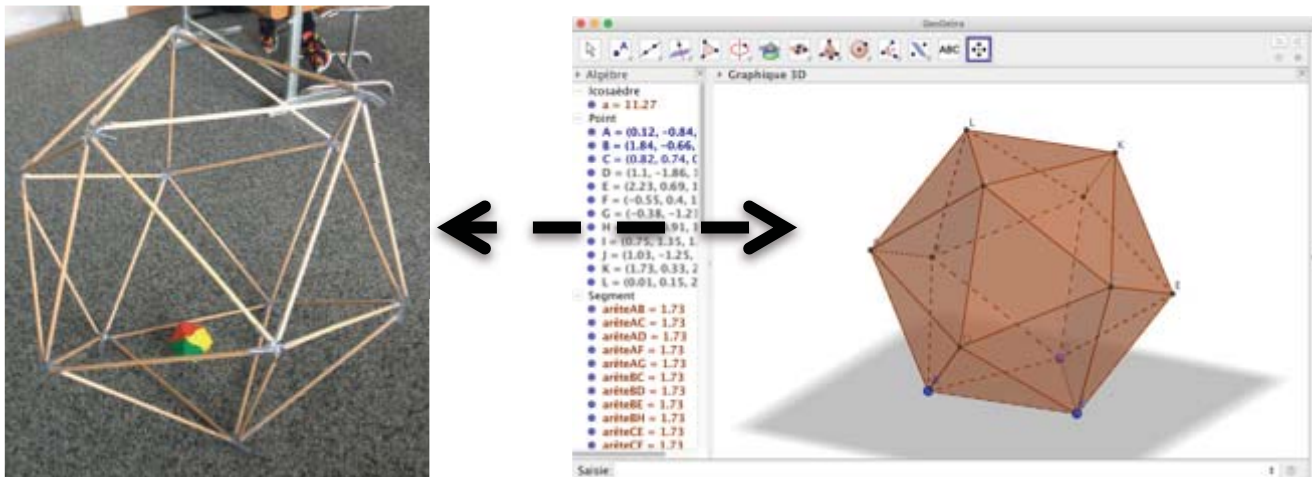 GeoGebra
ABC
Algèbre
Graphique 3D
Icosaèdre
a = 11.27
Point
A = (0.12, -0.84,
B = (1.84, -0.66,
C = (0.82, 0.74, 0
D = (1.1, -1.86, 1
E = (2.23, 0.69, 1
F = (-0.55, 0.4, 1
G = (-0.38, -1.2
I = (0.75, 1.15, 1
J = (1.03, -1.25,
K = (1.73, 0.33, 2
L = (0.01, 0.15, 2
Segment
arêteAB = 1.73
arêteAC = 1.73
arêteAD = 1.73
arêteAF = 1.73
arêteAG = 1.73
arêteBC = 1.73
arêteBD = 1.73
arêteBE = 1.73
arêteBH = 1.73
arêteCE = 1.73
arêteCF = 1.73
L
K
E
Saisie: